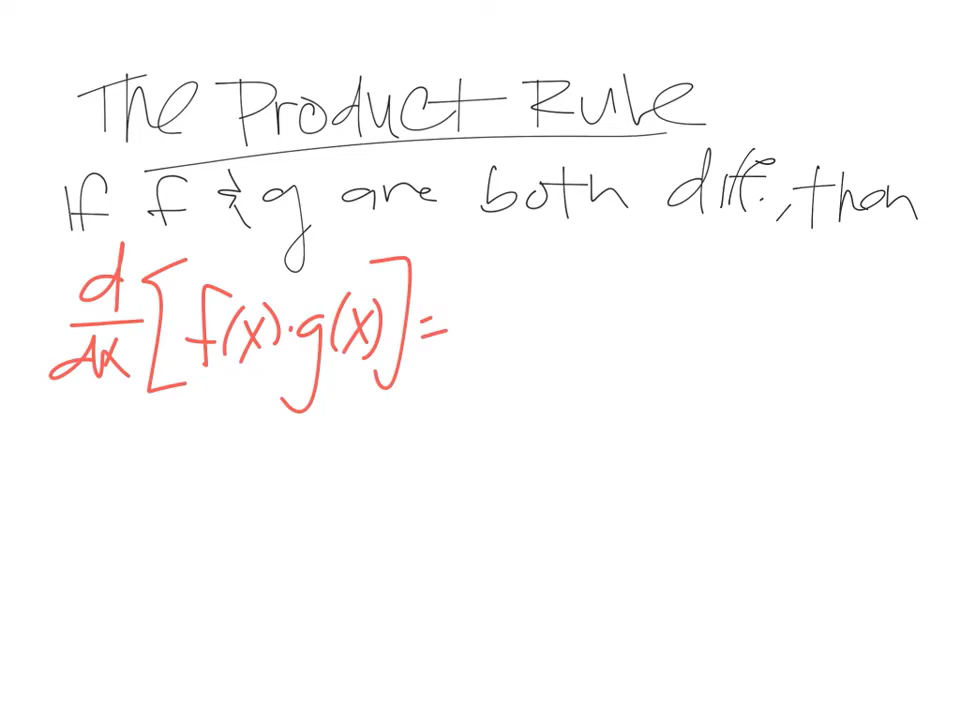 The Product Rule
If f & g are both diff., then
d/dx [f(x)·g(x)] =